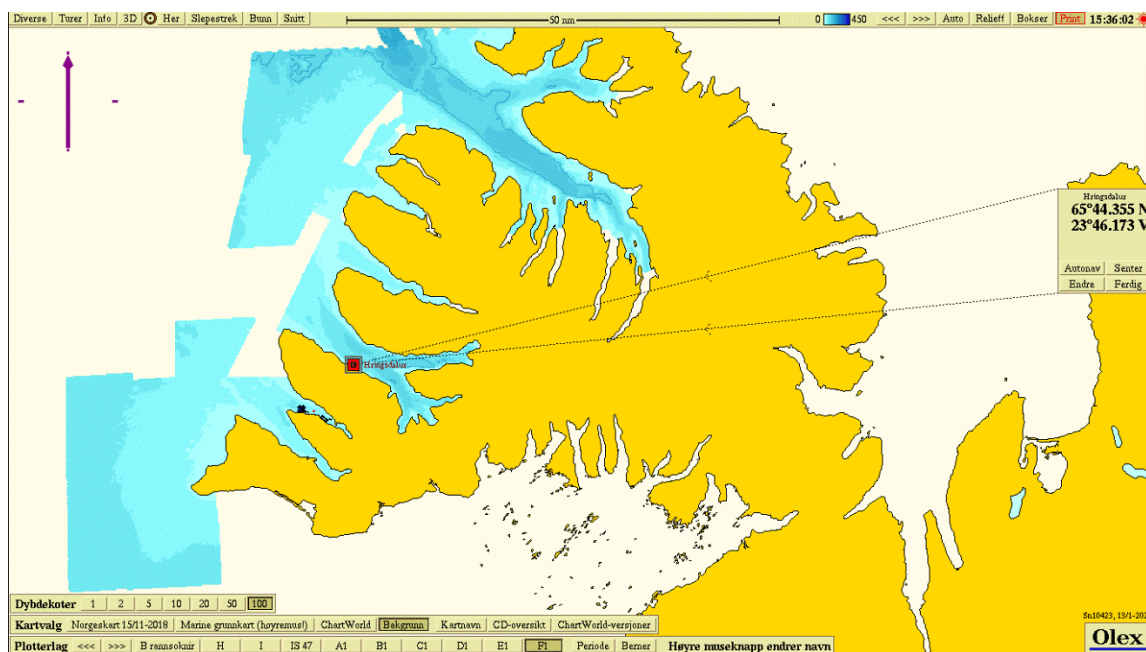 Diverse Turer Info 3D Her Slepestrek Bunn Snitt 50 nm 0 450 <<< >>> Auto Relieff Bokser Print 15:36:02
Hringsdalur
65°44.355 N
23°46.173 V
Autonav Senter
Endre Ferdig
Hringsdalur
Dybdekoter 1 2 5 10 20 50 100
Sn10423, 13/1-202
Kartvalg Norgeskart 15/11-2018 Marine grunnkart (høyremus!) ChartWorld Bakgrunn Kartnavn CD-oversikt ChartWorld-versjoner
Plotterlag <<< >>> B rannsoknir H I IS 47 A1 B1 C1 D1 E1 F1 Periode Bemer Høyre museknapp endrer navn
Olex